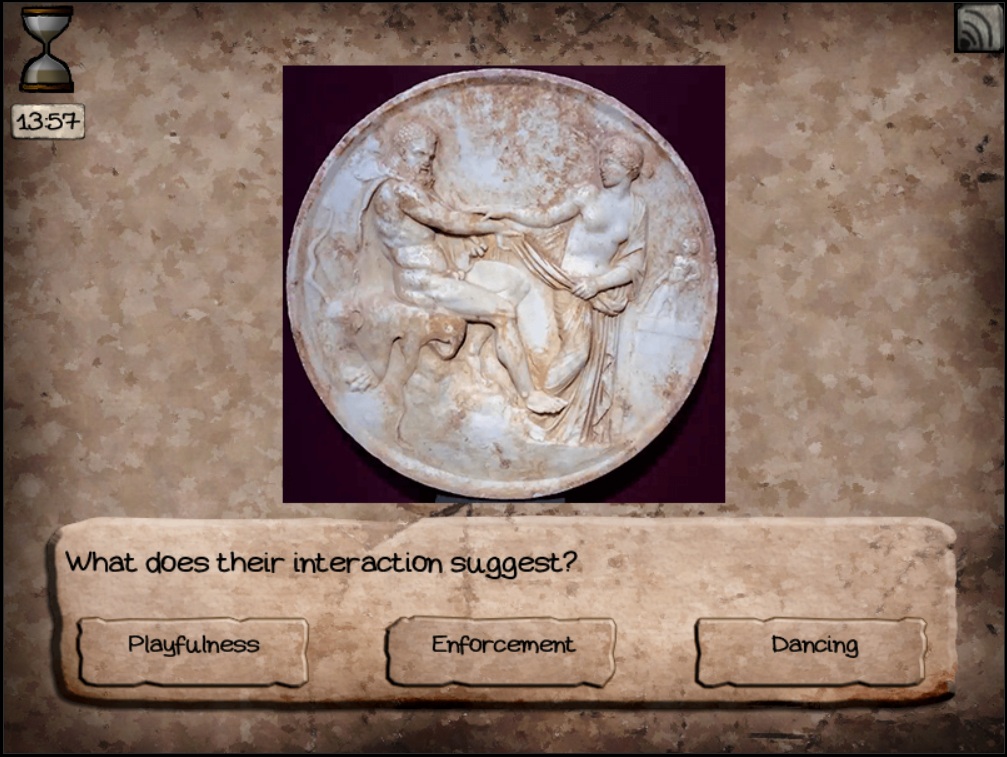 13:57
What does their interaction suggest?
Playfulness
Enforcement
Dancing